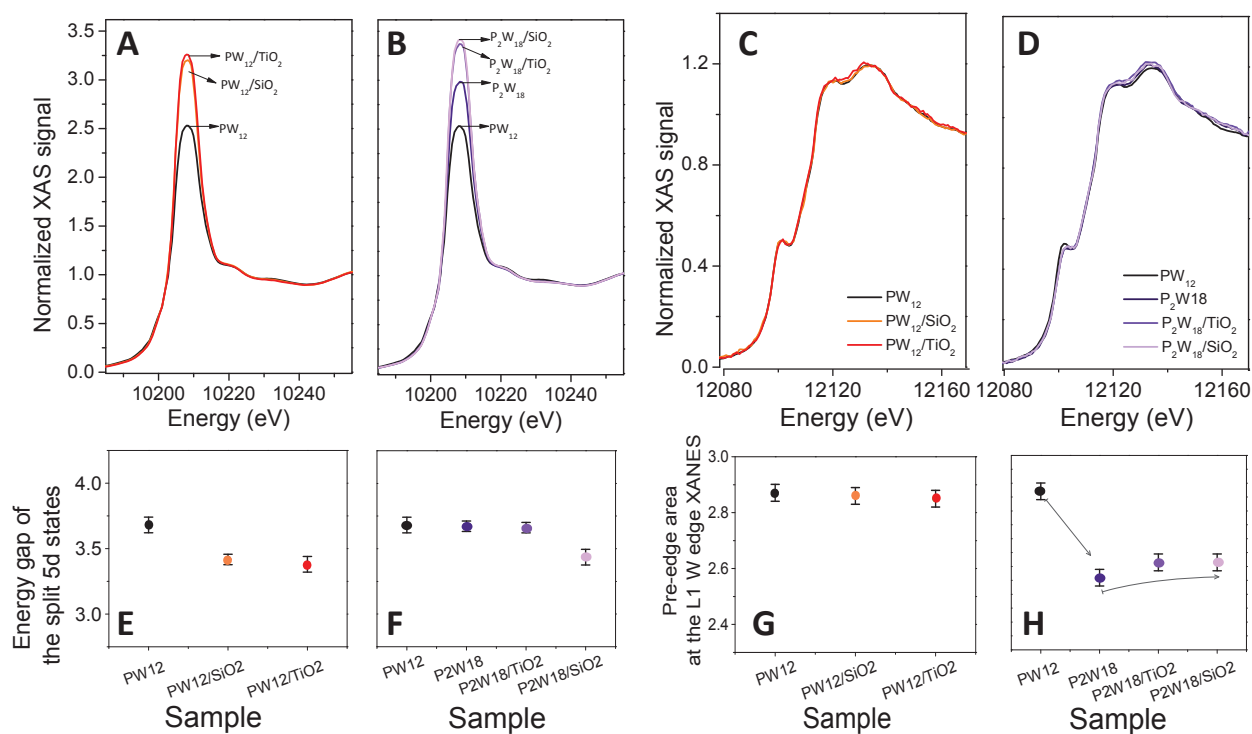 A
3.5
3.0
2.5
2.0
1.5
1.0
0.5
0.0
Normalized XAS signal
PW₁₂/TiO₂
PW₁₂/SiO₂
PW₁₂
10200 10220 10240
Energy (eV)
B
P₂W₁₈/SiO₂
P₂W₁₈/TiO₂
P₂W₁₈
PW₁₂
10200 10220 10240
Energy (eV)
C
1.2
0.8
0.4
0.0
Normalized XAS signal
PW₁₂
PW₁₂/SiO₂
PW₁₂/TiO₂
12080 12120 12160
Energy (eV)
D
PW₁₂
P₂W18
P₂W₁₈/TiO₂
P₂W₁₈/SiO₂
12080 12120 12160
Energy (eV)
E
4.0
3.5
3.0
Energy gap of
the split 5d states
PW12
PW12/SiO2
PW12/TiO2
Sample
F
PW12
P2W18
P2W18/TiO2
P2W18/SiO2
Sample
G
3.0
2.8
2.6
2.4
Pre-edge area
at the L1 W edge XANES
PW12
PW12/SiO2
PW12/TiO2
Sample
H
PW12
P2W18
P2W18/TiO2
P2W18/SiO2
Sample